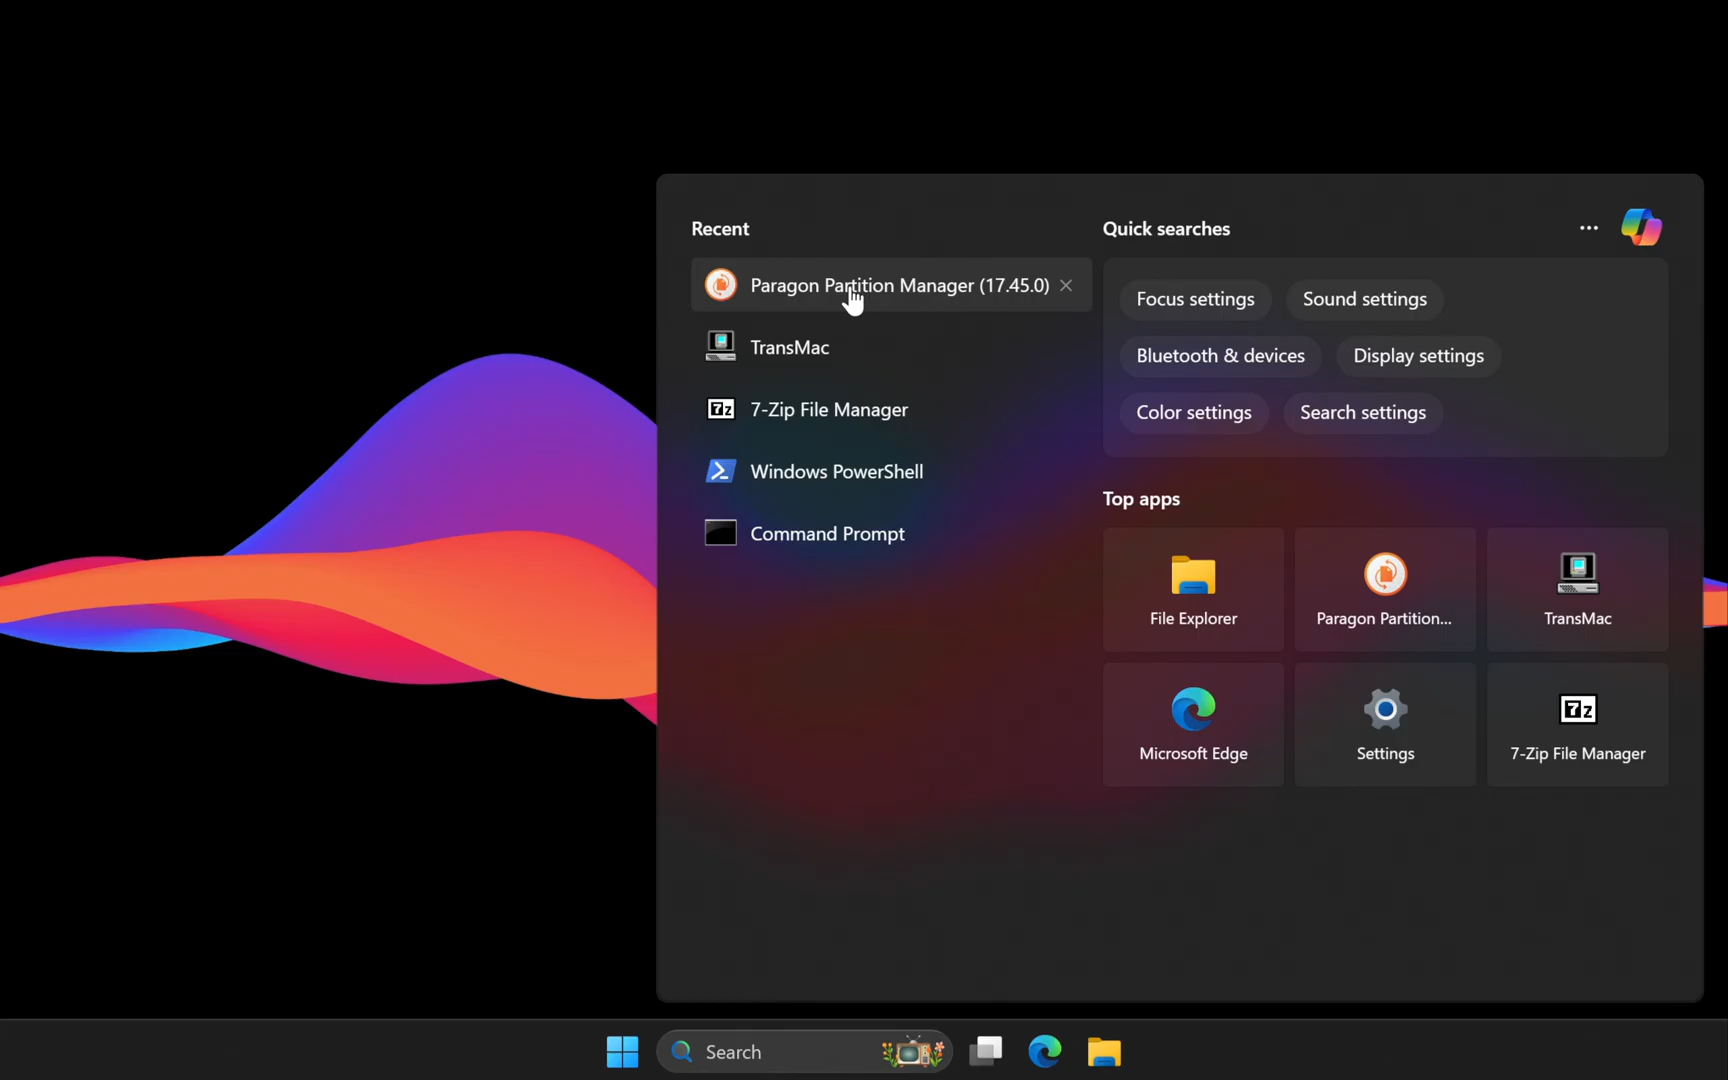 Recent
Paragon Partition Manager (17.45.0)
TransMac
7-Zip File Manager
Windows PowerShell
Command Prompt
Quick searches
Focus settings
Sound settings
Bluetooth & devices
Display settings
Color settings
Search settings
Top apps
File Explorer
Paragon Partition...
TransMac
Microsoft Edge
Settings
7z
7-Zip File Manager
Search